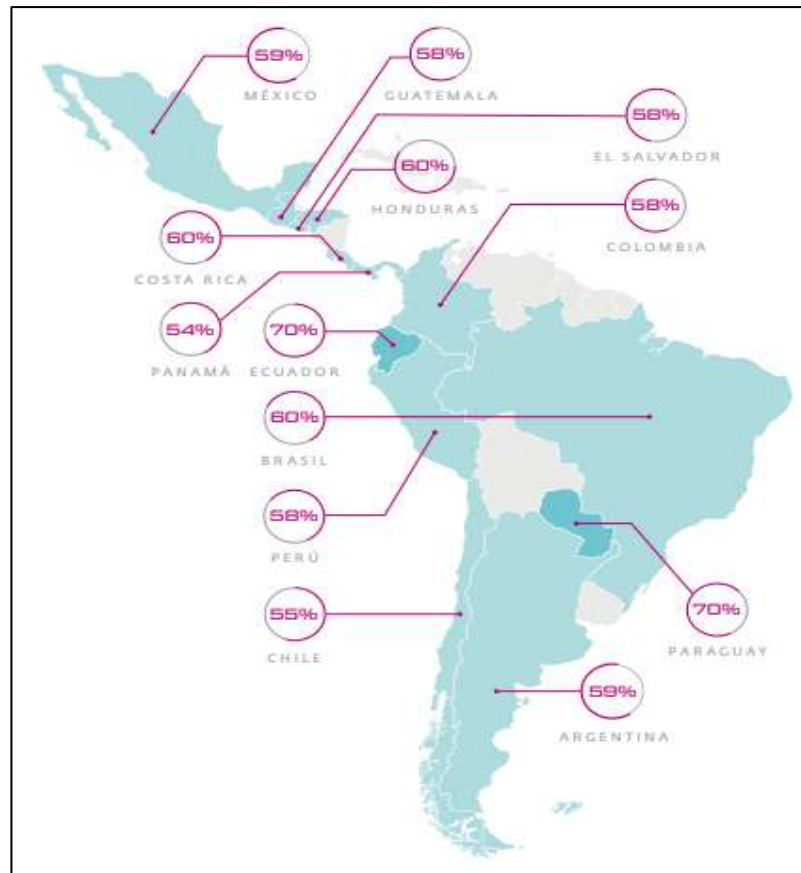 59%
MÉXICO
58%
GUATEMALA
58%
EL SALVADOR
60%
HONDURAS
58%
COLOMBIA
60%
COSTA RICA
54%
PANAMÁ
70%
ECUADOR
60%
BRASIL
58%
PERÚ
55%
CHILE
70%
PARAGUAY
59%
ARGENTINA